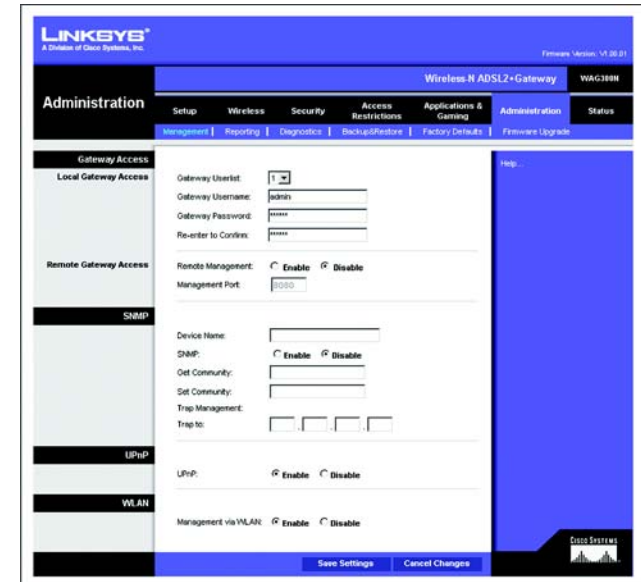 LINKSYS®
A Division of Cisco Systems, Inc.
Firmware Version: V1.00.01
Wireless-N ADSL2+Gateway WAG300N
Administration
Setup Wireless Security Access Restrictions Applications & Gaming Administration Status
Management | Reporting | Diagnostics | Backup&Restore | Factory Defaults | Firmware Upgrade
Gateway Access
Help...
Local Gateway Access
Gateway Userlist: 1
Gateway Username: admin
Gateway Password: ******
Re-enter to Confirm: ******
Remote Gateway Access
Remote Management: Enable Disable
Management Port: 8080
SNMP
Device Name:
SNMP: Enable Disable
Get Community:
Set Community:
Trap Management:
Trap to: . . .
UPnP
UPnP: Enable Disable
WLAN
Management via WLAN: Enable Disable
Save Settings Cancel Changes
CISCO SYSTEMS